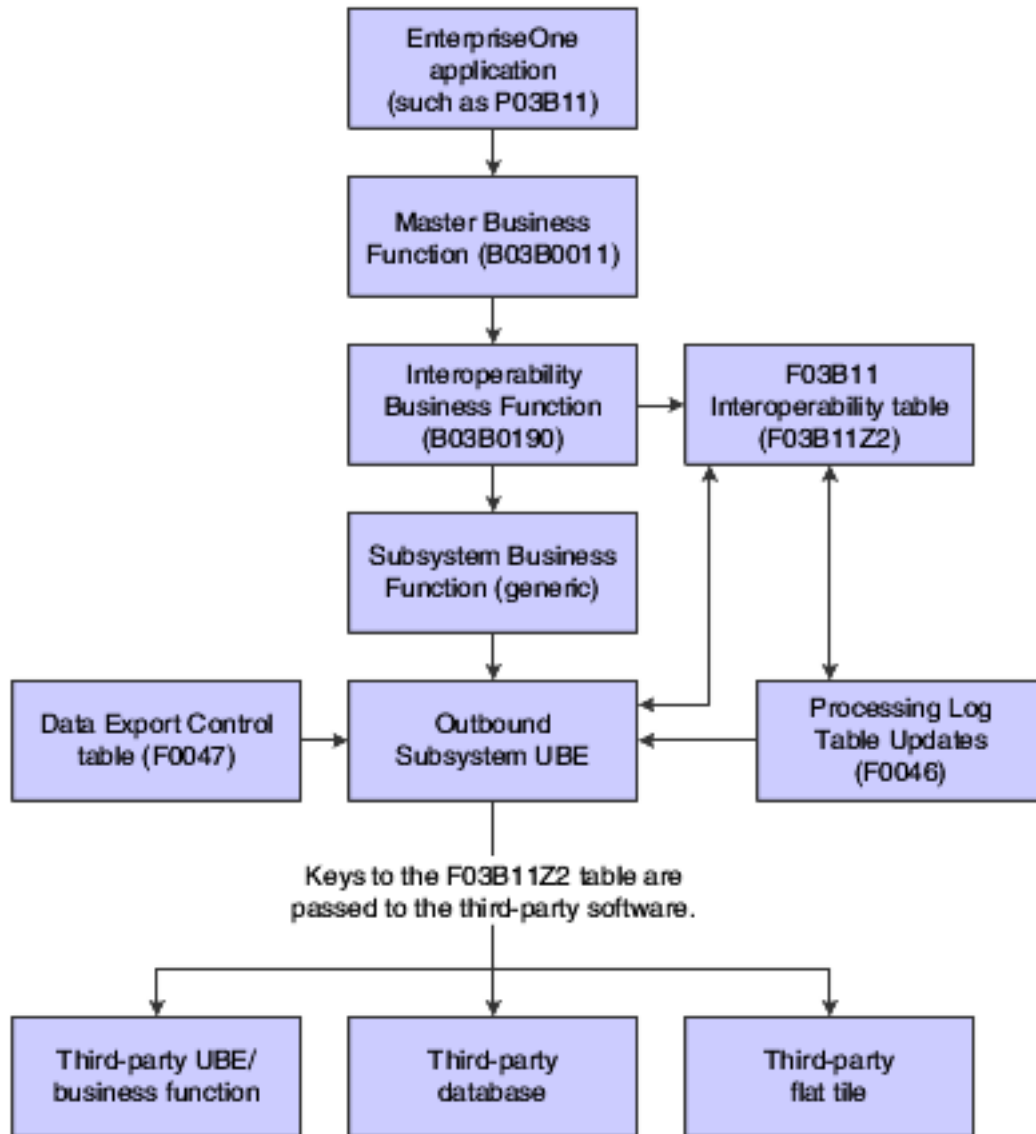 EnterpriseOne
application
(such as P03B11)
Master Business
Function (B03B0011)
Interoperability
Business Function
(B03B0190)
F03B11
Interoperability table
(F03B11Z2)
Subsystem Business
Function (generic)
Data Export Control
table (F0047)
Outbound
Subsystem UBE
Processing Log
Table Updates
(F0046)
Keys to the F03B11Z2 table are
passed to the third-party software.
Third-party UBE/
business function
Third-party
database
Third-party
flat tile